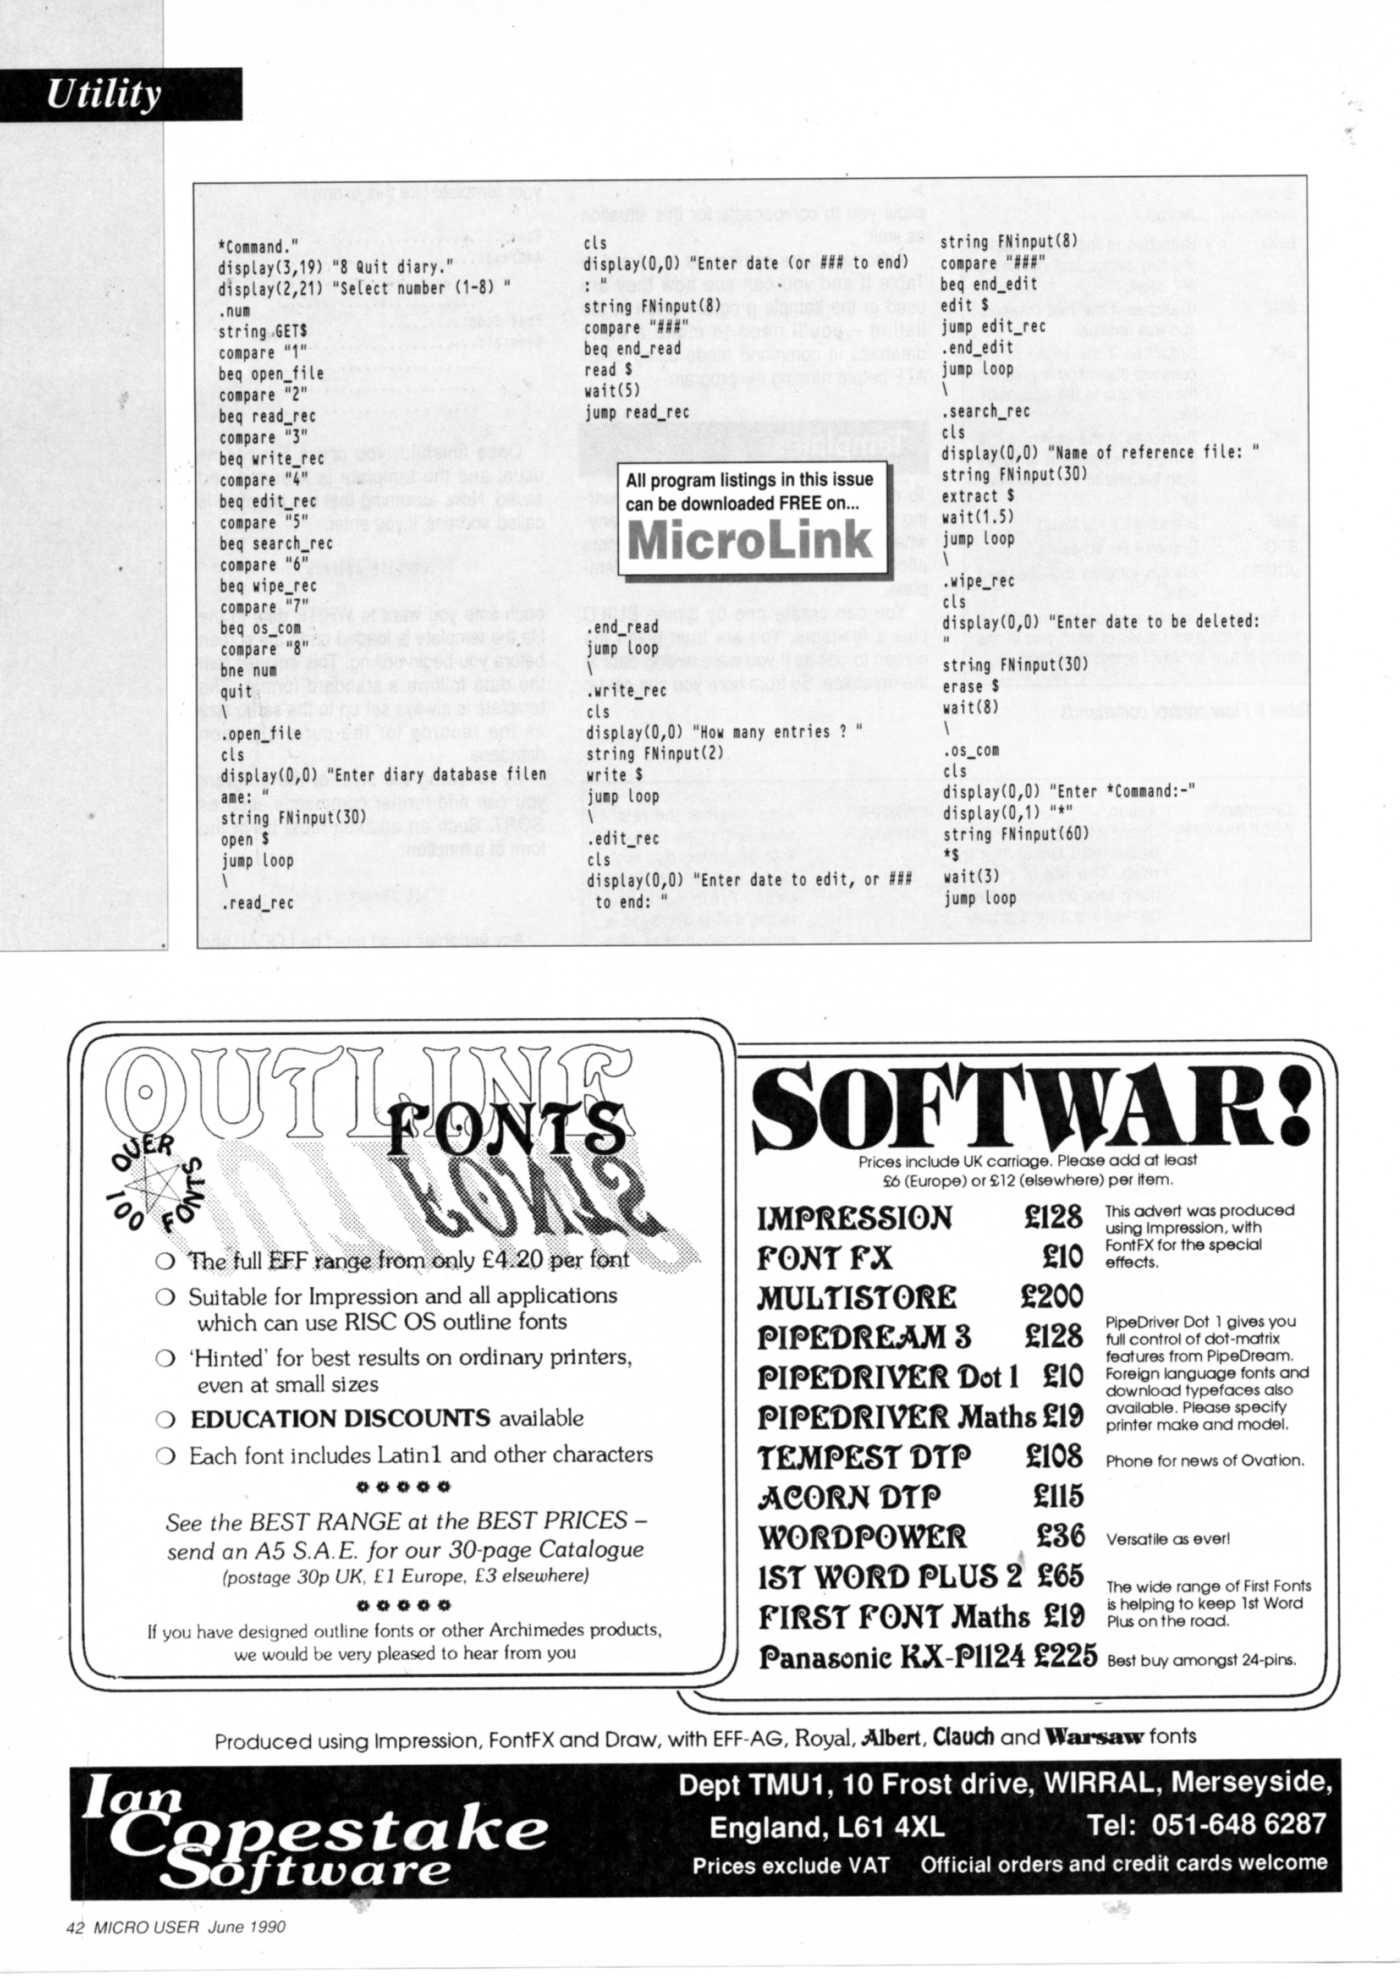 Utility
*Command."
display(3,19) "8 Quit diary."
display(2,21) "Select number (1-8) "
.num
string GET$
compare "1"
beq open_file
compare "2"
beq read_rec
compare "3"
beq write_rec
compare "4"
beq edit_rec
compare "5"
beq search_rec
compare "6"
beq wipe_rec
compare "7"
beq os_com
compare "8"
bne num
quit
\
.open_file
cls
display(0,0) "Enter diary database filen
ame: "
string FNinput(30)
open $
jump loop
\
.read_rec
cls
display(0,0) "Enter date (or ### to end)
: "
string FNinput(8)
compare "###"
beq end_read
read $
wait(5)
jump read_rec
All program listings in this issue
can be downloaded FREE on...
MicroLink
.end_read
jump loop
\
.write_rec
cls
display(0,0) "How many entries ? "
string FNinput(2)
write $
jump loop
\
.edit_rec
cls
display(0,0) "Enter date to edit, or ###
to end: "
string FNinput(8)
compare "###"
beq end_edit
edit $
jump edit_rec
.end_edit
jump loop
\
.search_rec
cls
display(0,0) "Name of reference file: "
string FNinput(30)
extract $
wait(1.5)
jump loop
\
.wipe_rec
cls
display(0,0) "Enter date to be deleted:
"
string FNinput(30)
erase $
wait(8)
\
.os_com
cls
display(0,0) "Enter *Command:-"
display(0,1) "*"
string FNinput(60)
*$
wait(3)
jump loop
OUTLINE
FONTS
OVER 100 FONTS
The full EFF range from only £4.20 per font
Suitable for Impression and all applications
which can use RISC OS outline fonts
'Hinted' for best results on ordinary printers,
even at small sizes
EDUCATION DISCOUNTS available
Each font includes Latin1 and other characters
See the BEST RANGE at the BEST PRICES –
send an A5 S.A.E. for our 30-page Catalogue
(postage 30p UK, £1 Europe, £3 elsewhere)
If you have designed outline fonts or other Archimedes products,
we would be very pleased to hear from you
SOFTWAR!
Prices include UK carriage. Please add at least
£6 (Europe) or £12 (elsewhere) per item.
IMPRESSION £128
FONT FX £10
MULTISTORE £200
PIPEDREAM 3 £128
PIPEDRIVER Dot 1 £10
PIPEDRIVER Maths £19
TEMPEST DTP £108
ACORN DTP £115
WORDPOWER £36
1ST WORD PLUS 2 £65
FIRST FONT Maths £19
Panasonic KX-P1124 £225
This advert was produced
using Impression, with
FontFX for the special
effects.
PipeDriver Dot 1 gives you
full control of dot-matrix
features from PipeDream.
Foreign language fonts and
download typefaces also
available. Please specify
printer make and model.
Phone for news of Ovation.
Versatile as ever!
The wide range of First Fonts
is helping to keep 1st Word
Plus on the road.
Best buy amongst 24-pins.
Produced using Impression, FontFX and Draw, with EFF-AG, Royal, Albert, Clauch and Warsaw fonts
Ian
Copestake
Software
Dept TMU1, 10 Frost drive, WIRRAL, Merseyside,
England, L61 4XL Tel: 051-648 6287
Prices exclude VAT Official orders and credit cards welcome
42 MICRO USER June 1990